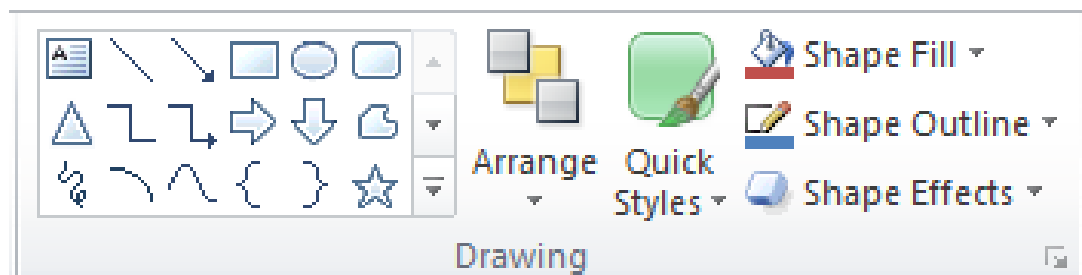 A
Arrange
Quick
Styles
Shape Fill
Shape Outline
Shape Effects
Drawing